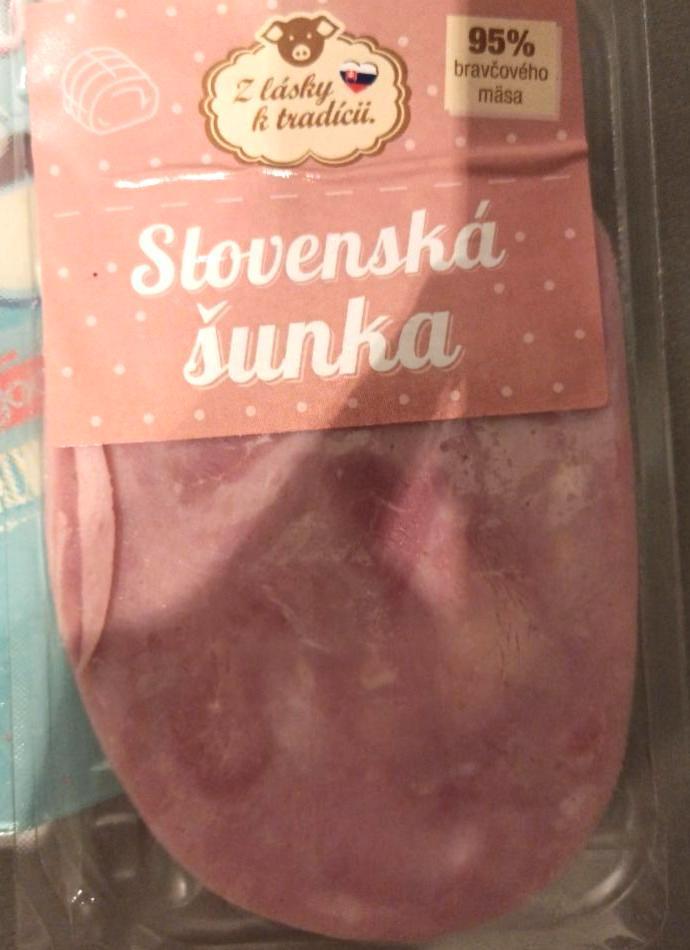 Z lásky
k tradícii.
95%
bravčového
mäsa
Slovenská
šunka